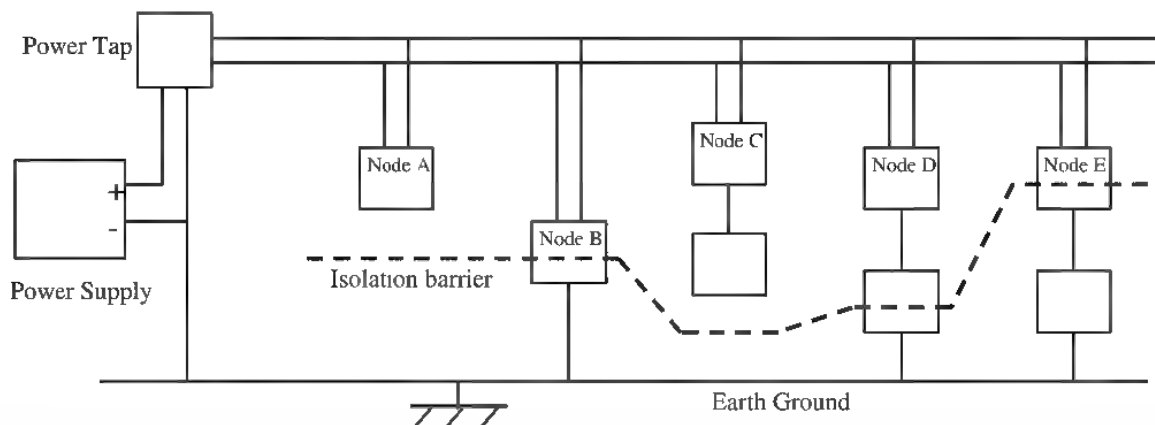 Power Tap
Node A
Node B
Node C
Node D
Node E
+
-
Power Supply
Isolation barrier
Earth Ground